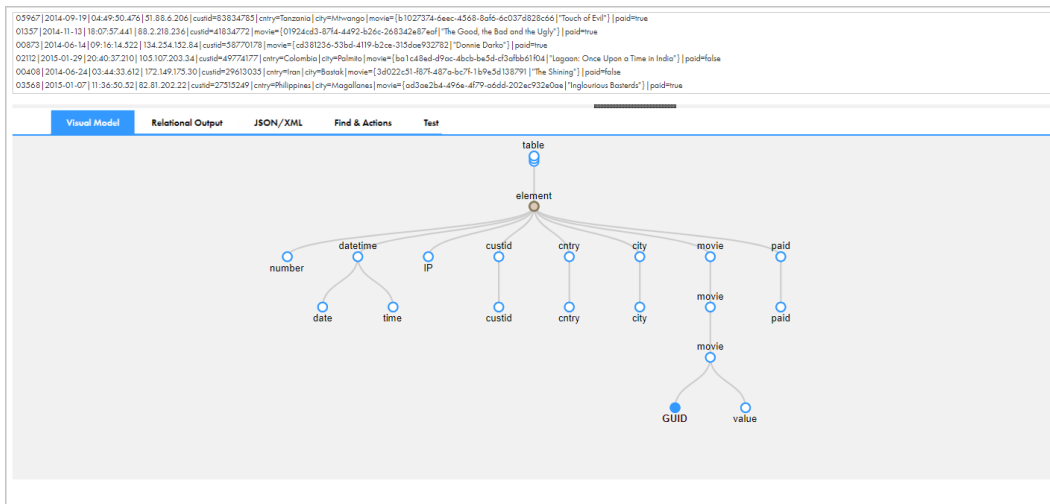 05967|2014-09-19|04:49:50.476|51.88.6.206|custid=83834785|cntry=Tanzania|city=Mtwango|movie={b1027374-6eec-4568-8af6-6c037d828c66|"Touch of Evil"}|paid=true
01357|2014-11-13|18:07:57.441|88.2.218.236|custid=41834772|movie={01924cd3-87f4-4492-b26c-268342e87eaf|"The Good, the Bad and the Ugly"}|paid=true
00873|2014-06-14|09:16:14.522|134.254.152.84|custid=58770178|movie={cd381236-53bd-4119-b2ce-315dae932782|"Donnie Darko"}|paid=true
02112|2015-01-29|20:40:37.210|105.107.203.34|custid=49774177|cntry=Colombia|city=Palmito|movie={ba1c48ed-d9ac-4bcb-be5d-cf3afbb61f04|"Lagaan: Once Upon a Time in India"}|paid=false
00408|2014-06-24|03:44:33.612|172.149.175.30|custid=29613035|cntry=Iran|city=Bastak|movie={3d022c51-f87f-487a-bc7f-1b9e5d138791|"The Shining"}|paid=false
03568|2015-01-07|11:36:50.52|82.81.202.22|custid=27515249|cntry=Philippines|city=Magallanes|movie={ad3ae2b4-496e-4f79-a6dd-202ec932e0ae|"Inglourious Basterds"}|paid=true
Visual Model Relational Output JSON/XML Find & Actions Test
table
element
datetime custid cntry city movie paid
number IP
movie
date time custid cntry city paid
movie
GUID value